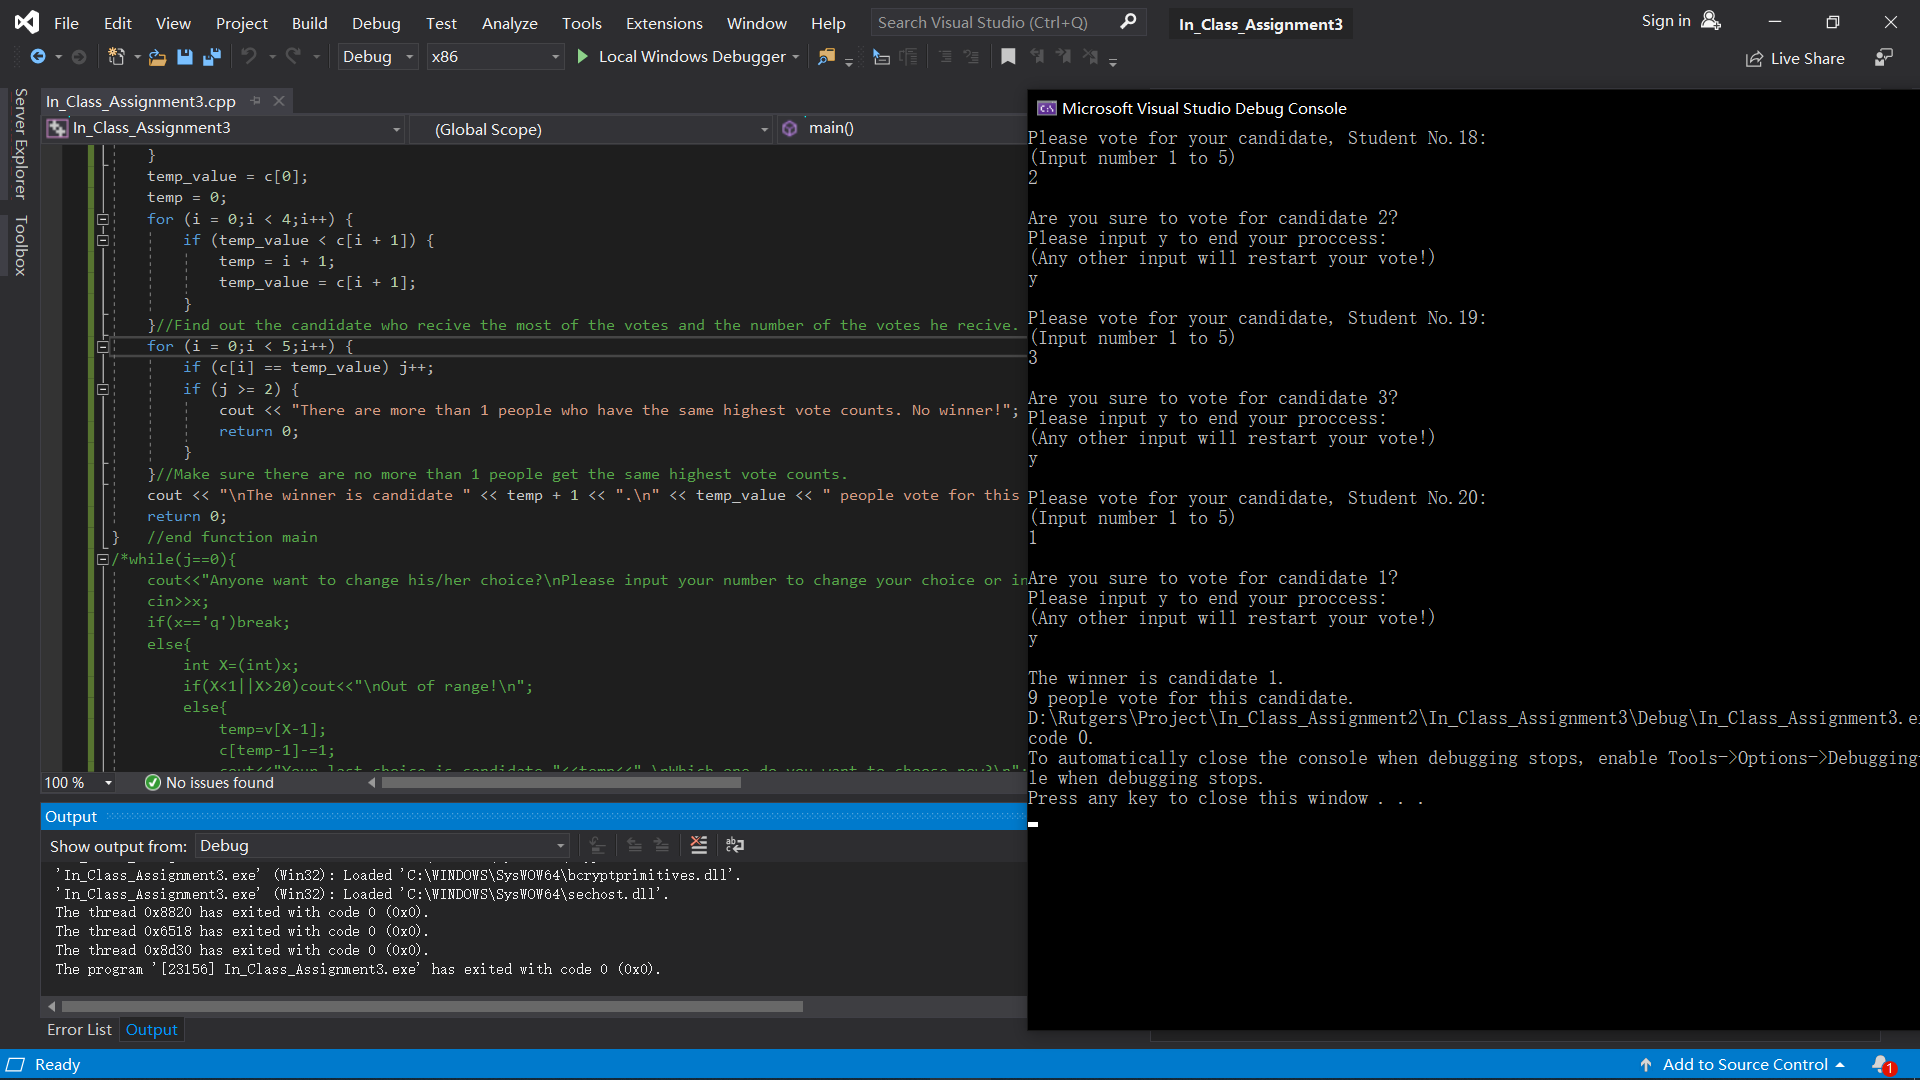 File Edit View Project Build Debug Test Analyze Tools Extensions Window Help Search Visual Studio (Ctrl+Q) In_Class_Assignment3 Sign in
Debug x86 Local Windows Debugger Live Share
Server Explorer
Toolbox
In_Class_Assignment3.cpp
In_Class_Assignment3 (Global Scope) main()
}
temp_value = c[0];
temp = 0;
for (i = 0;i < 4;i++) {
if (temp_value < c[i + 1]) {
temp = i + 1;
temp_value = c[i + 1];
}
}//Find out the candidate who recive the most of the votes and the number of the votes he recive.
for (i = 0;i < 5;i++) {
if (c[i] == temp_value) j++;
if (j >= 2) {
cout << "There are more than 1 people who have the same highest vote counts. No winner!";
return 0;
}
}//Make sure there are no more than 1 people get the same highest vote counts.
cout << "\nThe winner is candidate " << temp + 1 << ".\n" << temp_value << " people vote for this
return 0;
} //end function main
/*while(j==0){
cout<<"Anyone want to change his/her choice?\nPlease input your number to change your choice or in
cin>>x;
if(x=='q')break;
else{
int X=(int)x;
if(X<1||X>20)cout<<"\nOut of range!\n";
else{
temp=v[X-1];
c[temp-1]-=1;
cout<<"Your last choice is candidate "<<temp<<".\nWhich one do you want to choose now?\n";
100 % No issues found
Output
Show output from: Debug
'In_Class_Assignment3.exe' (Win32): Loaded 'C:\WINDOWS\SysWOW64\bcryptprimitives.dll'.
'In_Class_Assignment3.exe' (Win32): Loaded 'C:\WINDOWS\SysWOW64\sechost.dll'.
The thread 0x8820 has exited with code 0 (0x0).
The thread 0x6518 has exited with code 0 (0x0).
The thread 0x8d30 has exited with code 0 (0x0).
The program '[23156] In_Class_Assignment3.exe' has exited with code 0 (0x0).
Error List Output
Microsoft Visual Studio Debug Console
Please vote for your candidate, Student No.18:
(Input number 1 to 5)
2
Are you sure to vote for candidate 2?
Please input y to end your proccess:
(Any other input will restart your vote!)
y
Please vote for your candidate, Student No.19:
(Input number 1 to 5)
3
Are you sure to vote for candidate 3?
Please input y to end your proccess:
(Any other input will restart your vote!)
y
Please vote for your candidate, Student No.20:
(Input number 1 to 5)
1
Are you sure to vote for candidate 1?
Please input y to end your proccess:
(Any other input will restart your vote!)
y
The winner is candidate 1.
9 people vote for this candidate.
D:\Rutgers\Project\In_Class_Assignment2\In_Class_Assignment3\Debug\In_Class_Assignment3.e
code 0.
To automatically close the console when debugging stops, enable Tools->Options->Debugging-
le when debugging stops.
Press any key to close this window . . .
Ready Add to Source Control 1